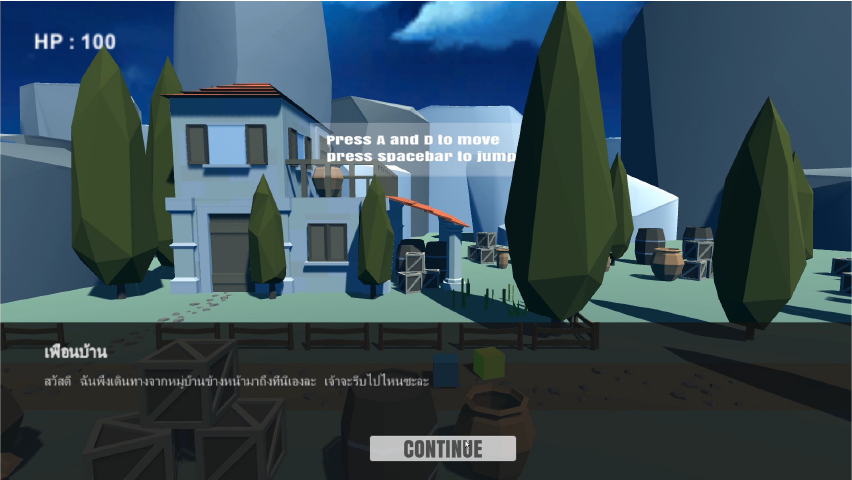 HP : 100
Press A and D to move
press spacebar to jump
เพื่อนบ้าน
สวัสดี ฉันพึ่งเดินทางจากหมู่บ้านข้างหน้ามาถึงที่นี่เองละ เจ้าจะรีบไปไหนซะละ
CONTINUE